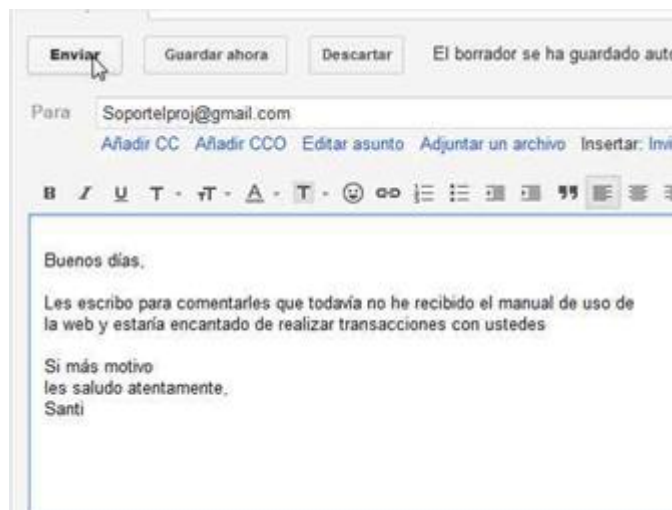 Enviar Guardar ahora Descartar El borrador se ha guardado
Para Soportelproj@gmail.com
Añadir CC Añadir CCO Editar asunto Adjuntar un archivo Insertar:
B I U T T A T
Buenos días,
Les escribo para comentarles que todavía no he recibido el manual de uso de
la web y estaría encantado de realizar transacciones con ustedes
Si más motivo
les saludo atentamente,
Santi